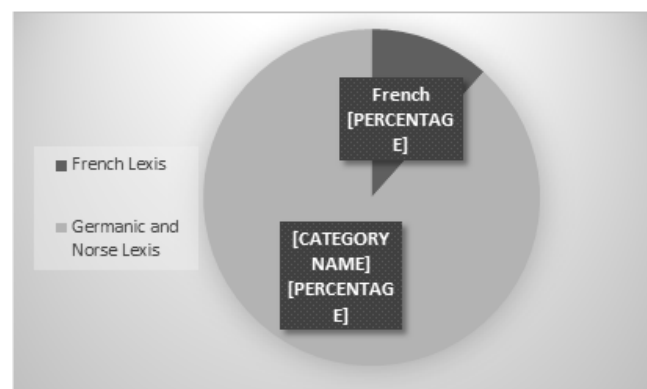 French
[PERCENTAG
E]
French Lexis
Germanic and
Norse Lexis
[CATEGORY
NAME]
[PERCENTAG
E]